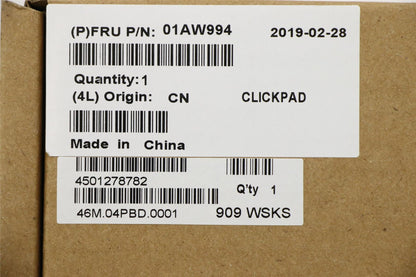 (P)FRU P/N: 01AW994 2019-02-28
Quantity:1
(4L) Origin: CN CLICKPAD
Made in China
4501278782 Q'ty 1
46M.04PBD.0001 909 WSKS